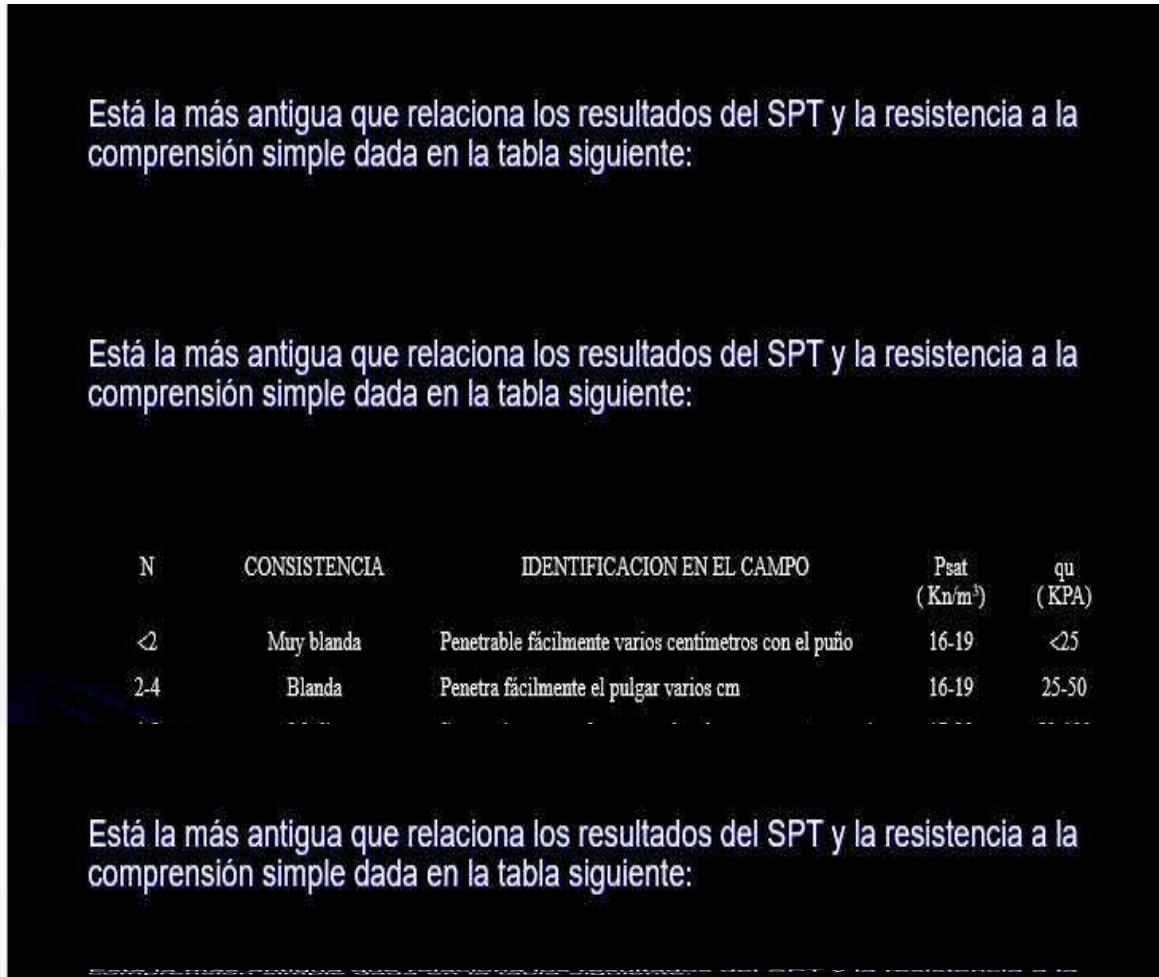 Está la más antigua que relaciona los resultados del SPT y la resistencia a la
comprensión simple dada en la tabla siguiente:
Está la más antigua que relaciona los resultados del SPT y la resistencia a la
comprensión simple dada en la tabla siguiente:
N CONSISTENCIA IDENTIFICACION EN EL CAMPO Psat qu
( Kn/m³) ( KPA)
<2 Muy blanda Penetrable fácilmente varios centímetros con el puño 16-19 <25
2-4 Blanda Penetra fácilmente el pulgar varios cm 16-19 25-50
Está la más antigua que relaciona los resultados del SPT y la resistencia a la
comprensión simple dada en la tabla siguiente: